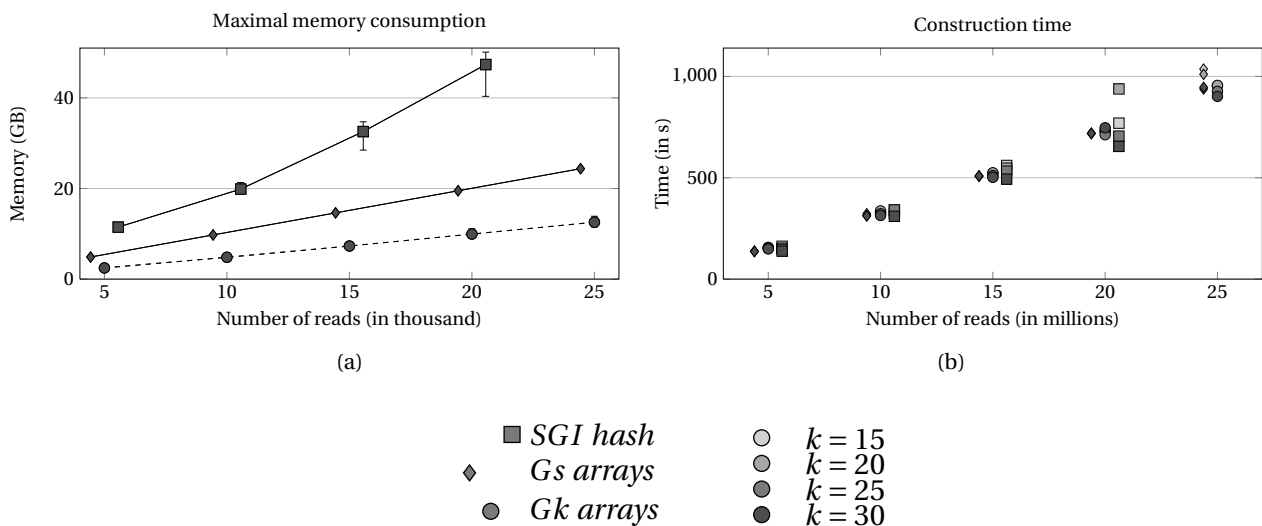 Maximal memory consumption
Memory (GB)
40
20
0
5 10 15 20 25
Number of reads (in thousand)
(a)
Construction time
Time (in s)
1,000
500
0
5 10 15 20 25
Number of reads (in millions)
(b)
SGI hash
Gs arrays
Gk arrays
k = 15
k = 20
k = 25
k = 30